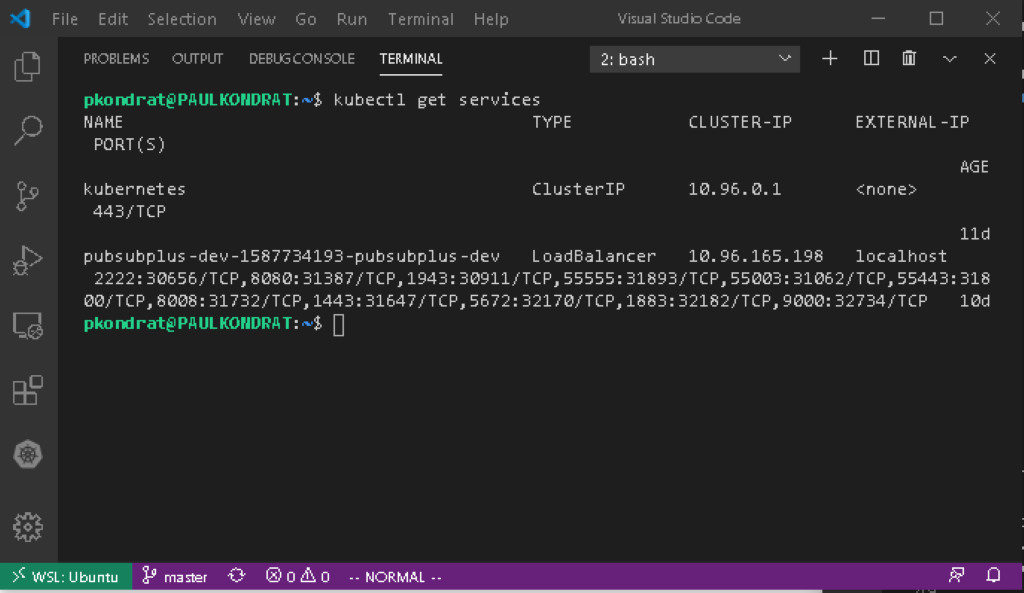 File Edit Selection View Go Run Terminal Help Visual Studio Code
PROBLEMS OUTPUT DEBUG CONSOLE TERMINAL 2: bash
pkondrat@PAULKONDRAT:~$ kubectl get services
NAME TYPE CLUSTER-IP EXTERNAL-IP
PORT(S)
AGE
kubernetes ClusterIP 10.96.0.1 <none>
443/TCP
11d
pubsubplus-dev-1587734193-pubsubplus-dev LoadBalancer 10.96.165.198 localhost
2222:30656/TCP,8080:31387/TCP,1943:30911/TCP,55555:31893/TCP,55003:31062/TCP,55443:318
00/TCP,8008:31732/TCP,1443:31647/TCP,5672:32170/TCP,1883:32182/TCP,9000:32734/TCP 10d
pkondrat@PAULKONDRAT:~$
WSL: Ubuntu master 0 0 -- NORMAL --